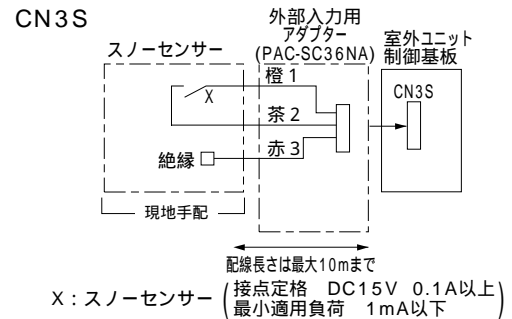 CN3S
外部入力用
アダプター
(PAC-SC36NA)
スノーセンサー
室外ユニット
制御基板
橙 1
X
茶 2
赤 3
絶縁
CN3S
現地手配
配線長さは最大10mまで
X：スノーセンサー（接点定格　DC15V　0.1A以上
最小適用負荷　1mA以下）